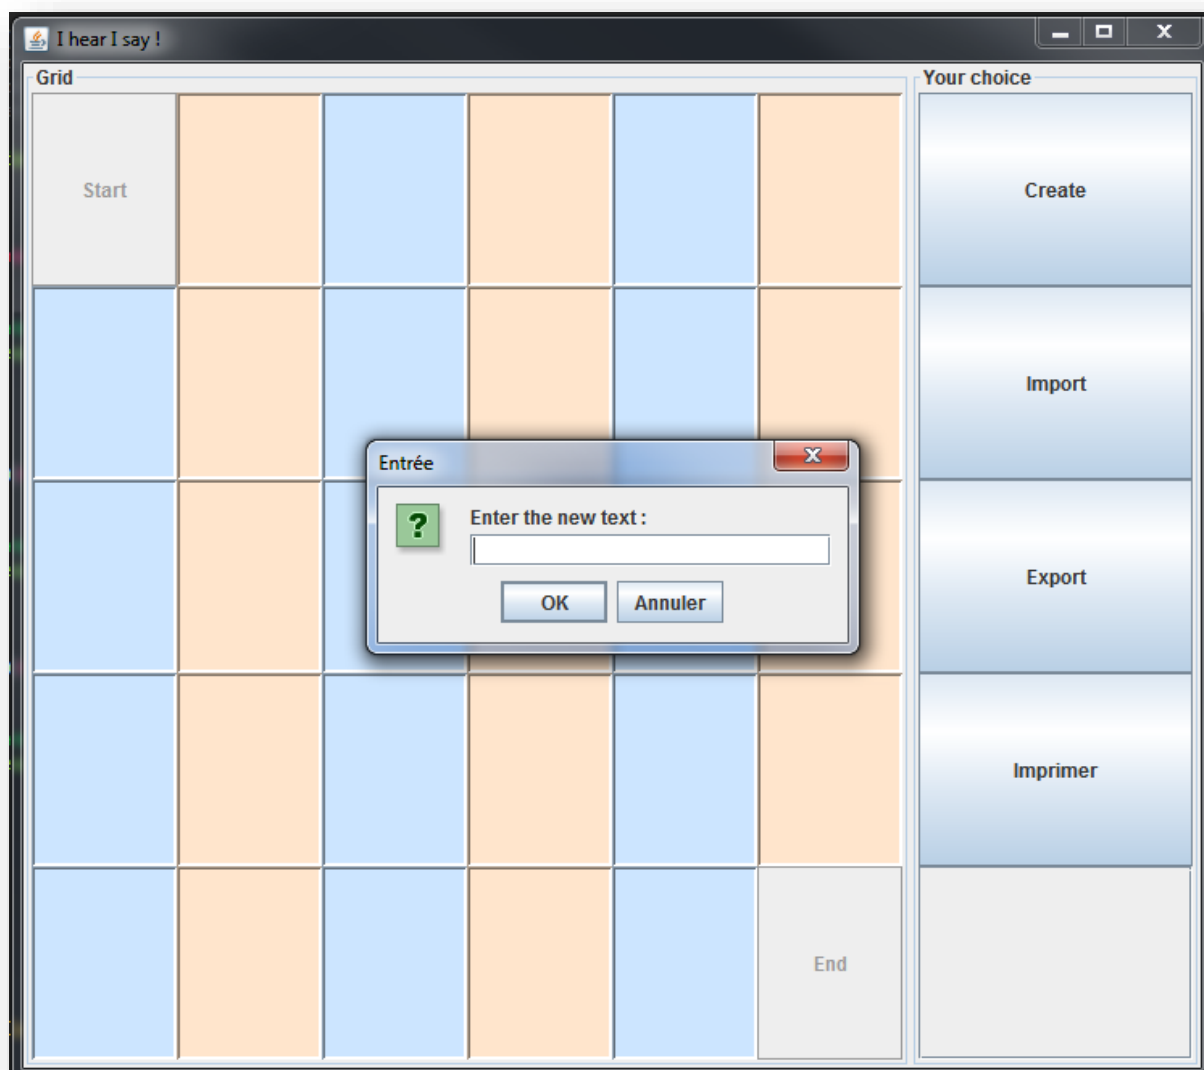 I hear I say !
Grid
Your choice
Start
Create
Import
Entrée
?
Enter the new text :
OK
Annuler
Export
Imprimer
End